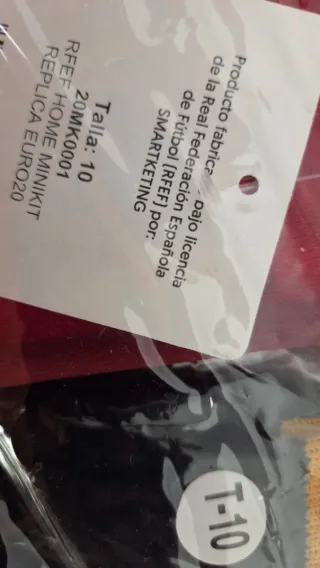 Producto fabrica bajo licencia
de la Real Federación Española
de Fútbol (RFEF) por:
SMARTKETING
Talla: 10
20MK0001
RFEF HOME MINIKIT
REPLICA EURO20
T-10